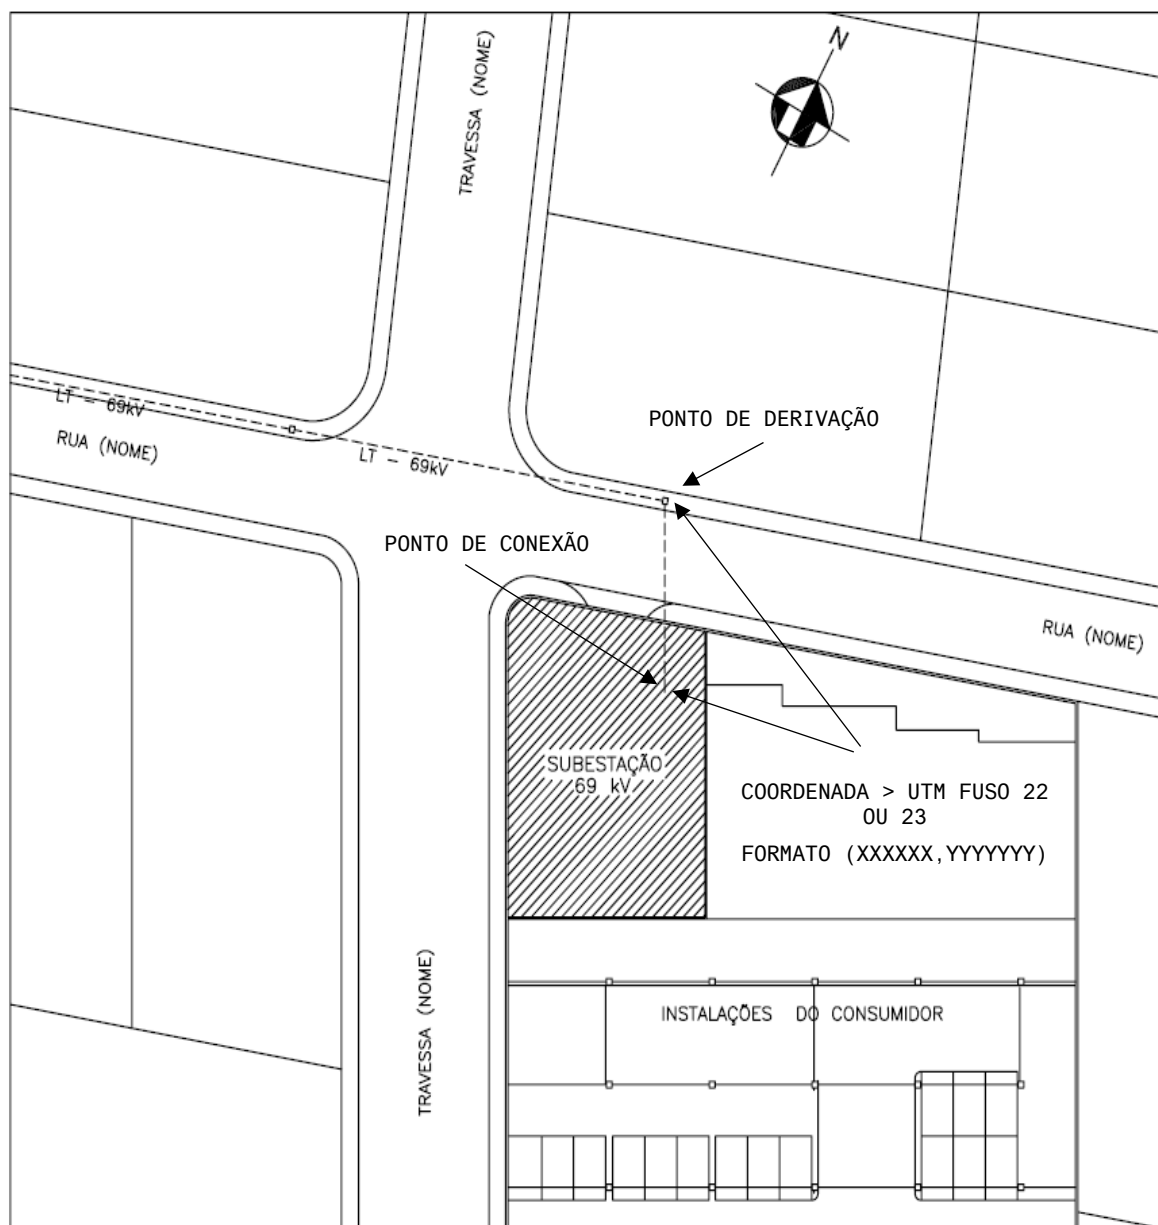 N
TRAVESSA (NOME)
LT - 69kV
RUA (NOME)
LT - 69kV
PONTO DE DERIVAÇÃO
PONTO DE CONEXÃO
RUA (NOME)
SUBESTAÇÃO
69 kV
COORDENADA > UTM FUSO 22
OU 23
FORMATO (XXXXXX,YYYYYYY)
TRAVESSA (NOME)
INSTALAÇÕES DO CONSUMIDOR